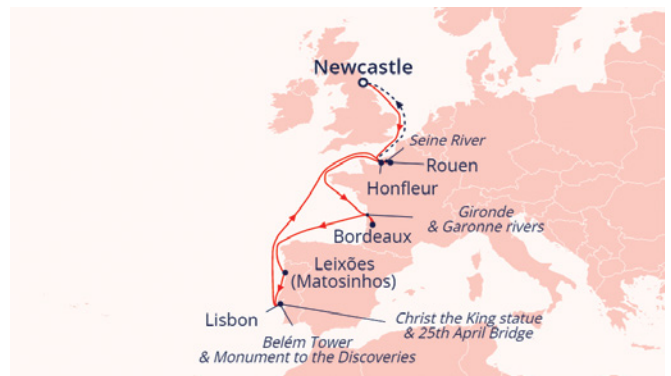 Newcastle
Seine River
Rouen
Honfleur
Gironde
& Garonne rivers
Bordeaux
Leixões
(Matosinhos)
Lisbon
Christ the King statue
& 25th April Bridge
Belém Tower
& Monument to the Discoveries